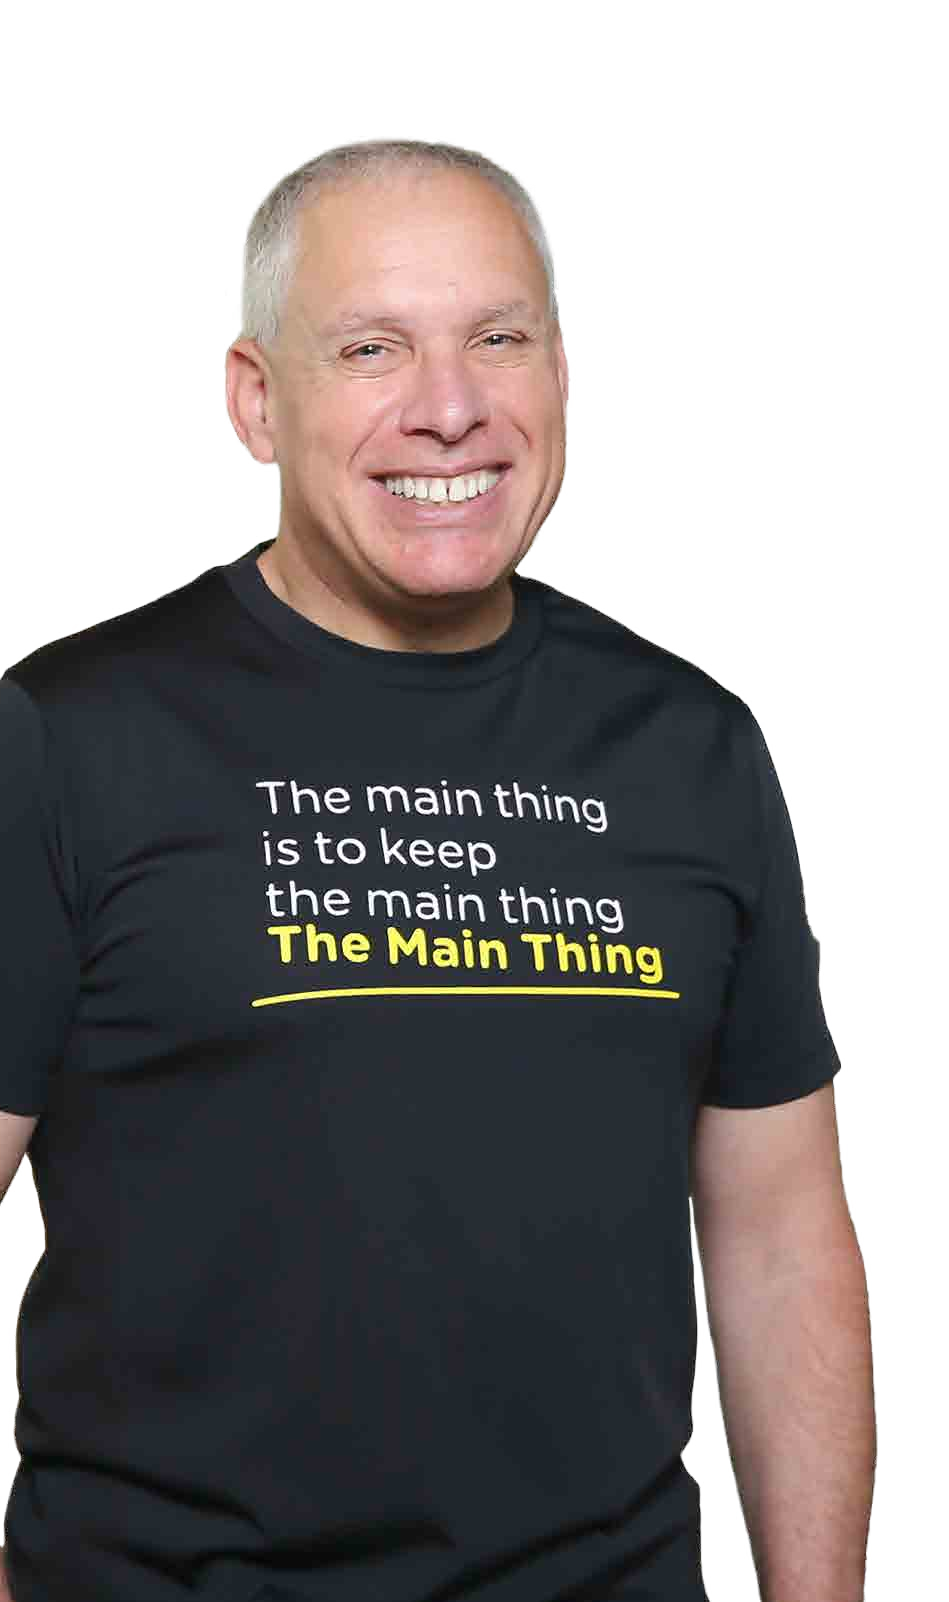 The main thing
is to keep
the main thing
The Main Thing